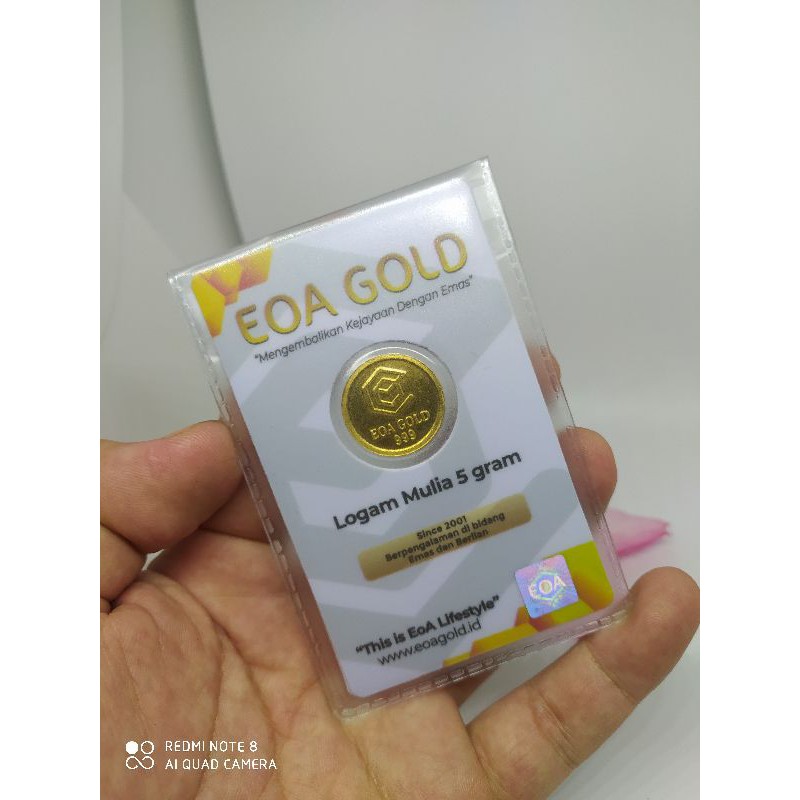 EOA GOLD
"Mengembalikan Kejayaan Dengan Emas"
EOA GOLD
999
Logam Mulia 5 gram
Since 2001
Berpengalaman di bidang
Emas dan Berlian
EOA
"This is EoA Lifestyle"
www.eoagold.id
REDMI NOTE 8
AI QUAD CAMERA